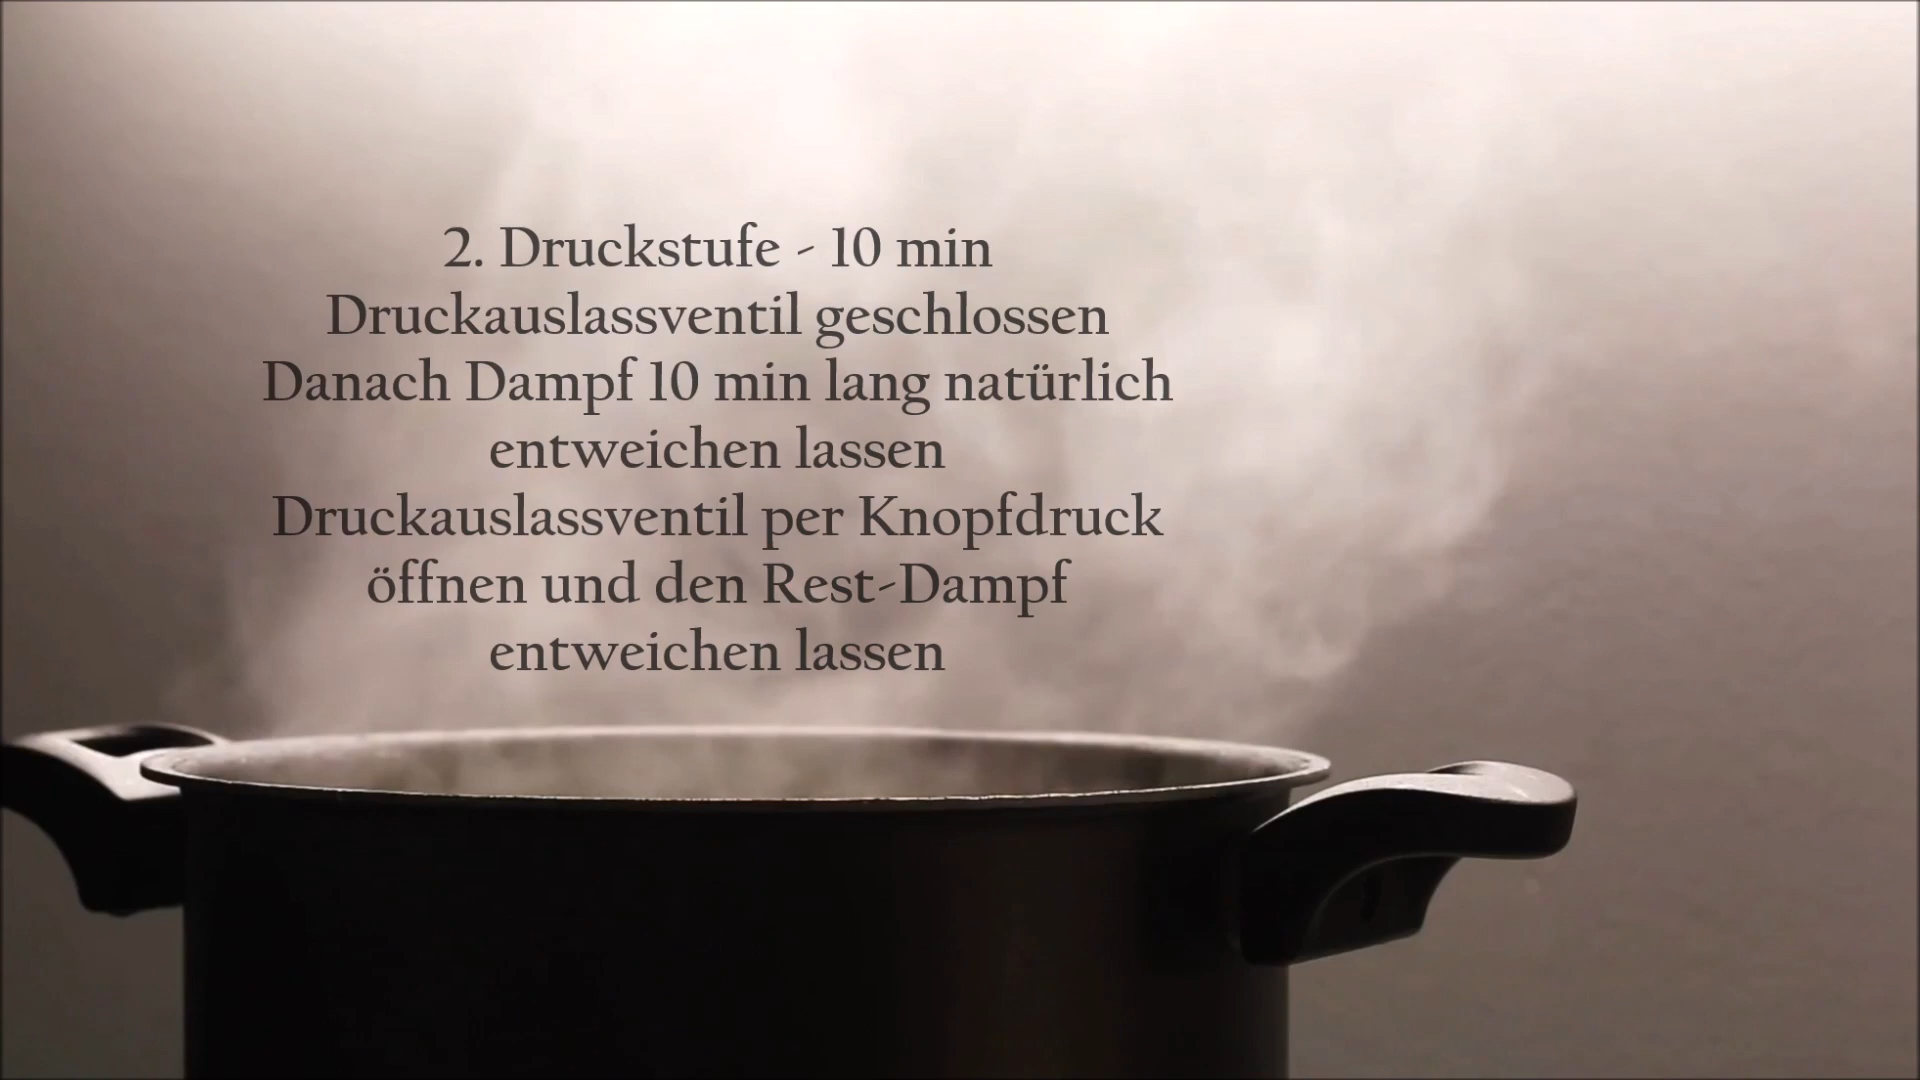 2. Druckstufe - 10 min
Druckauslassventil geschlossen
Danach Dampf 10 min lang natürlich
entweichen lassen
Druckauslassventil per Knopfdruck
öffnen und den Rest-Dampf
entweichen lassen